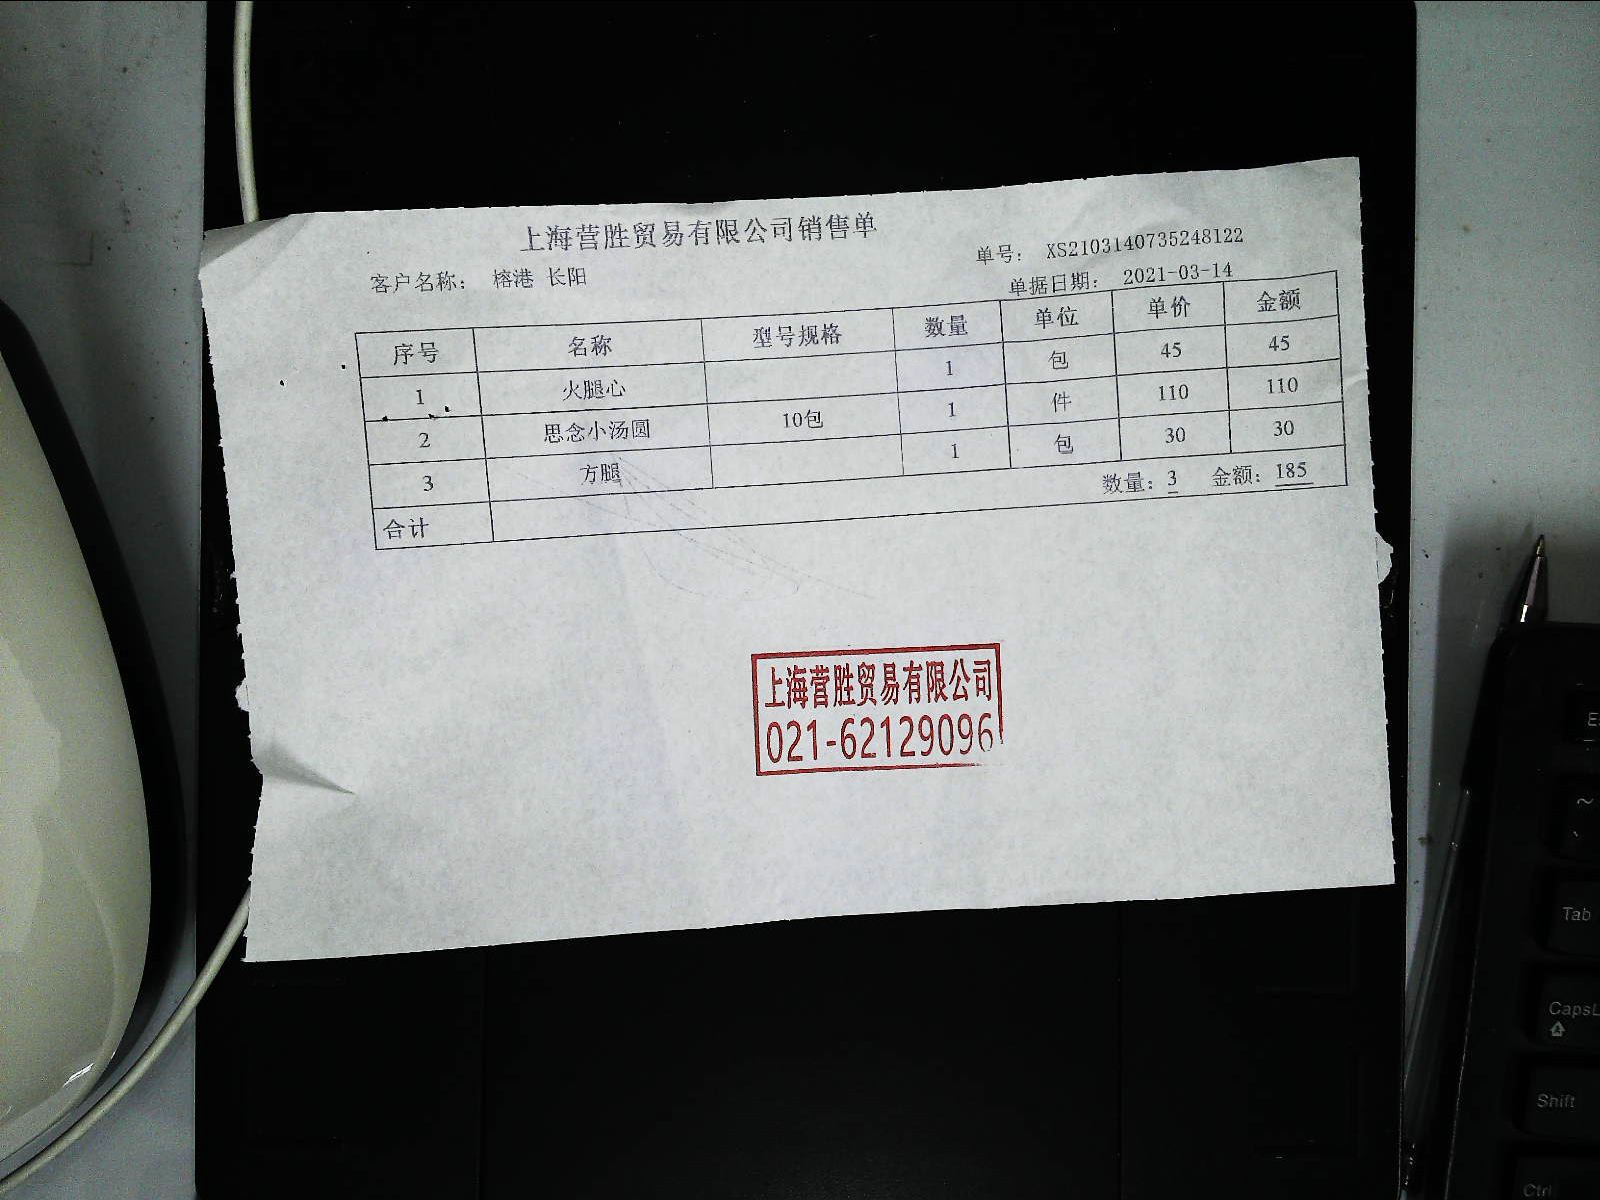 上海营胜贸易有限公司销售单
单号： XS2103140735248122
客户名称： 榕港 长阳
单据日期： 2021-03-14
序号 名称 型号规格 数量 单位 单价 金额
1 火腿心 1 包 45 45
2 思念小汤圆 10包 1 件 110 110
3 方腿 1 包 30 30
合计 数量：3 金额：185
上海营胜贸易有限公司
021-62129096
~
Tab
Shift
Ctrl